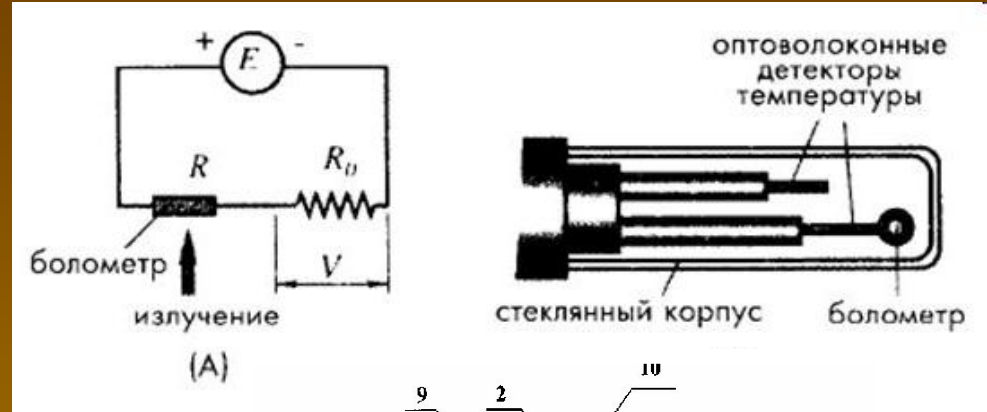 + E -
R R₀
болометр
V
излучение
(А)
оптоволоконные
детекторы
температуры
стеклянный корпус
болометр
9 2 10